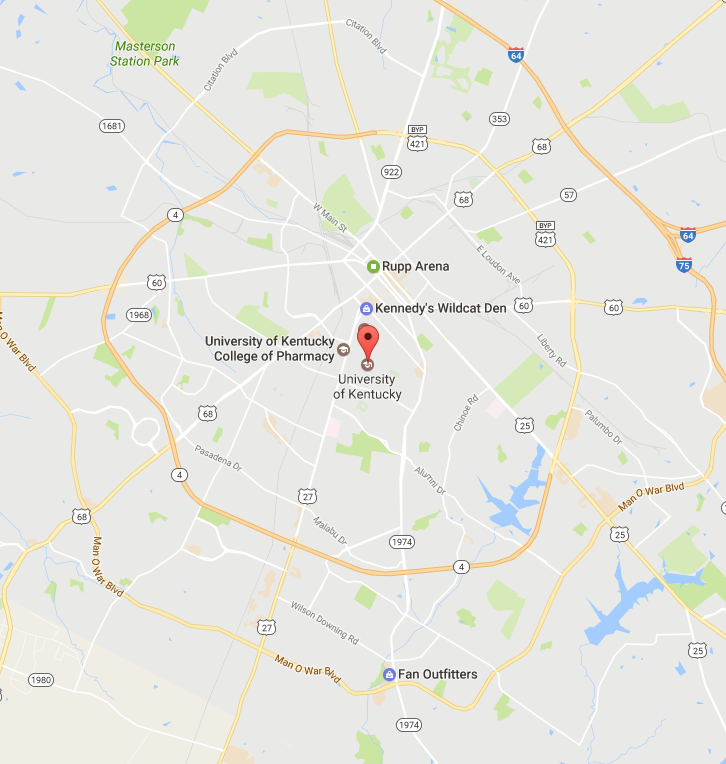 Masterson
Station Park
Citation Blvd
Citation Blvd
64
1681
353
BYP
421
68
922
57
W Main St
68
4
BYP
421
64
E Loudon Ave
75
Rupp Arena
60
1968
Kennedy's Wildcat Den
60
60
Man O War Blvd
University of Kentucky
College of Pharmacy
Liberty Rd
University
of Kentucky
68
Chinoe Rd
25
Palumbo Dr
Pasadena Dr
4
Alumni Dr
27
Man O War Blvd
68
Malabu Dr
25
1974
Man O War Blvd
4
Wilson Downing Rd
27
25
Man O War Blvd
Fan Outfitters
1980
1974